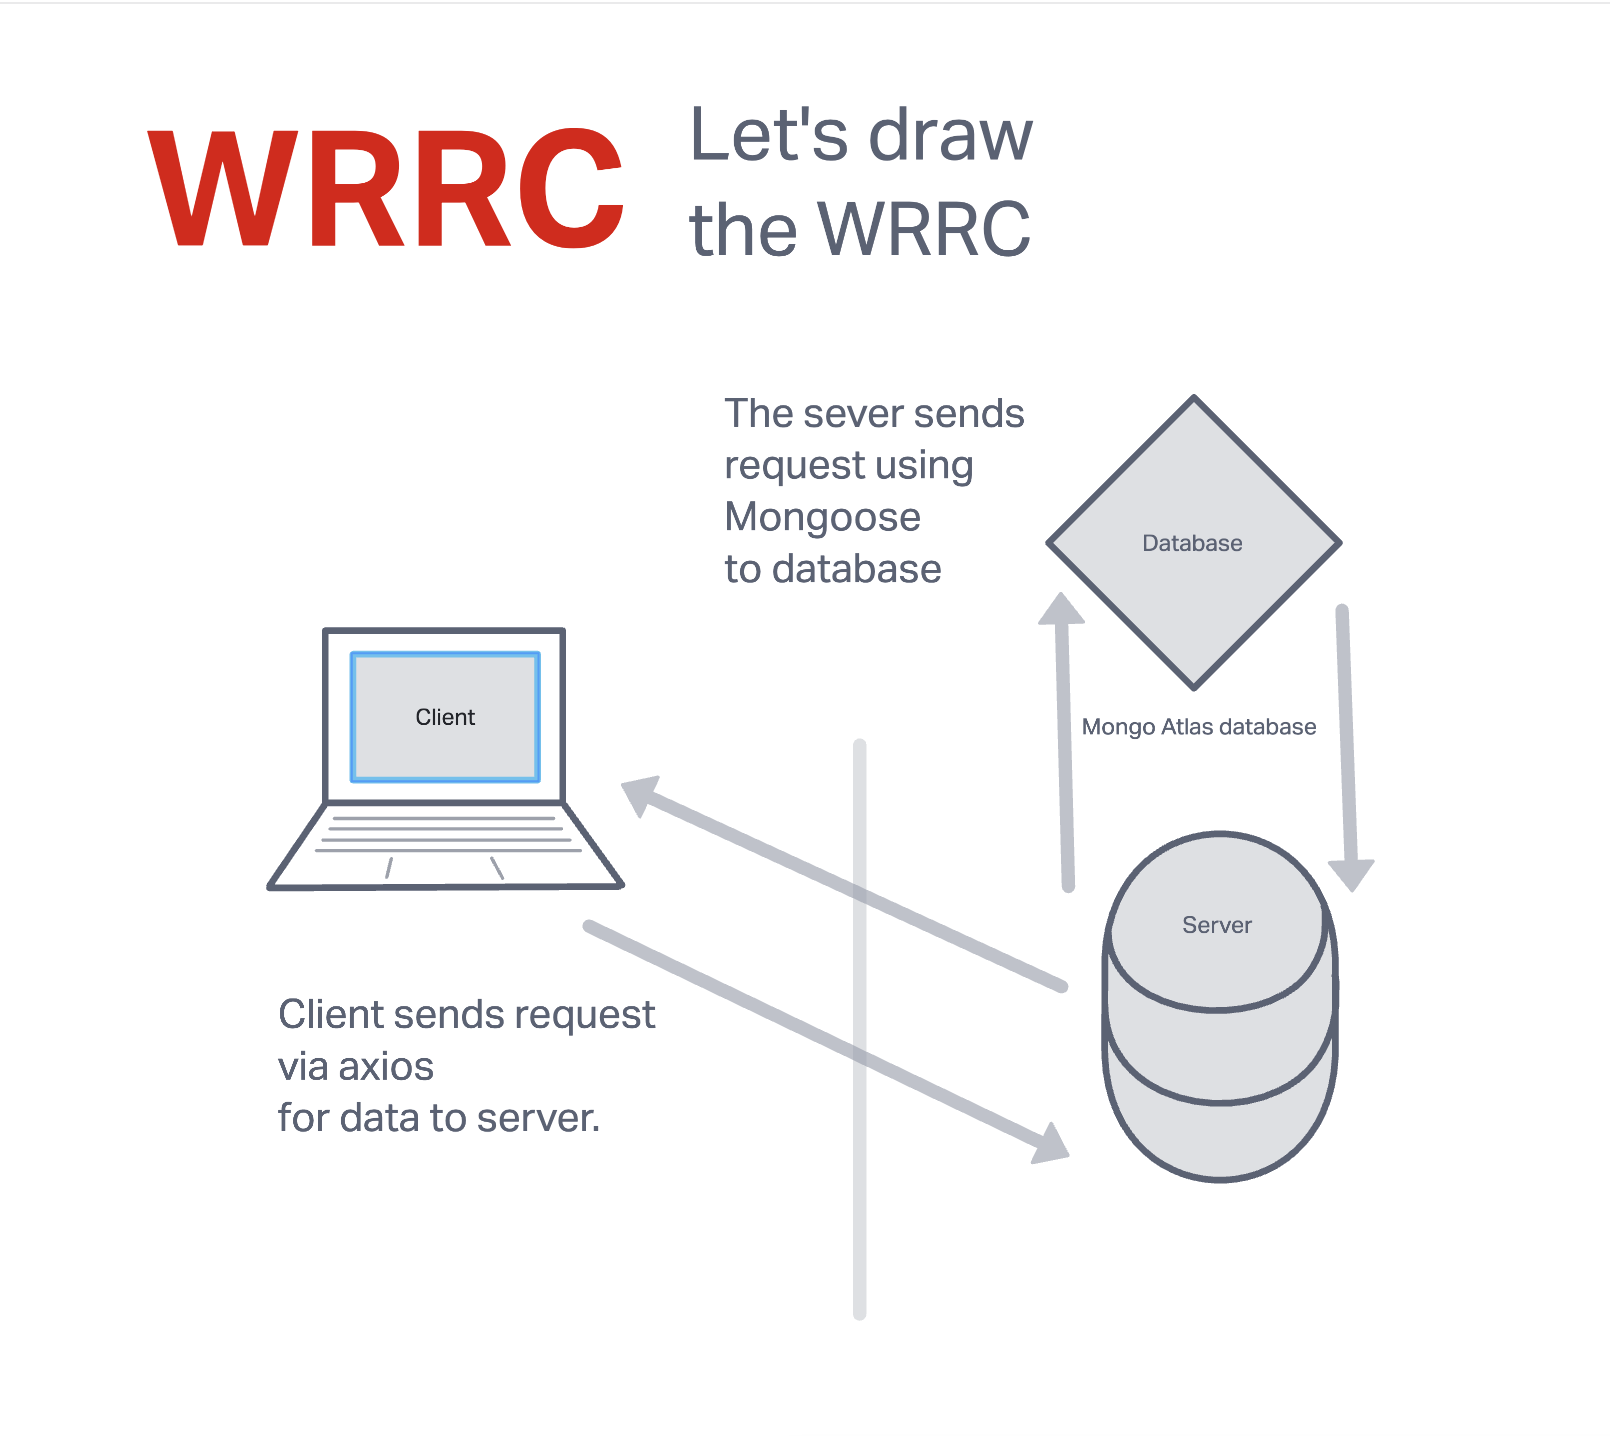 WRRC
Let's draw
the WRRC
The sever sends
request using
Mongoose
to database
Database
Client
Mongo Atlas database
Server
Client sends request
via axios
for data to server.